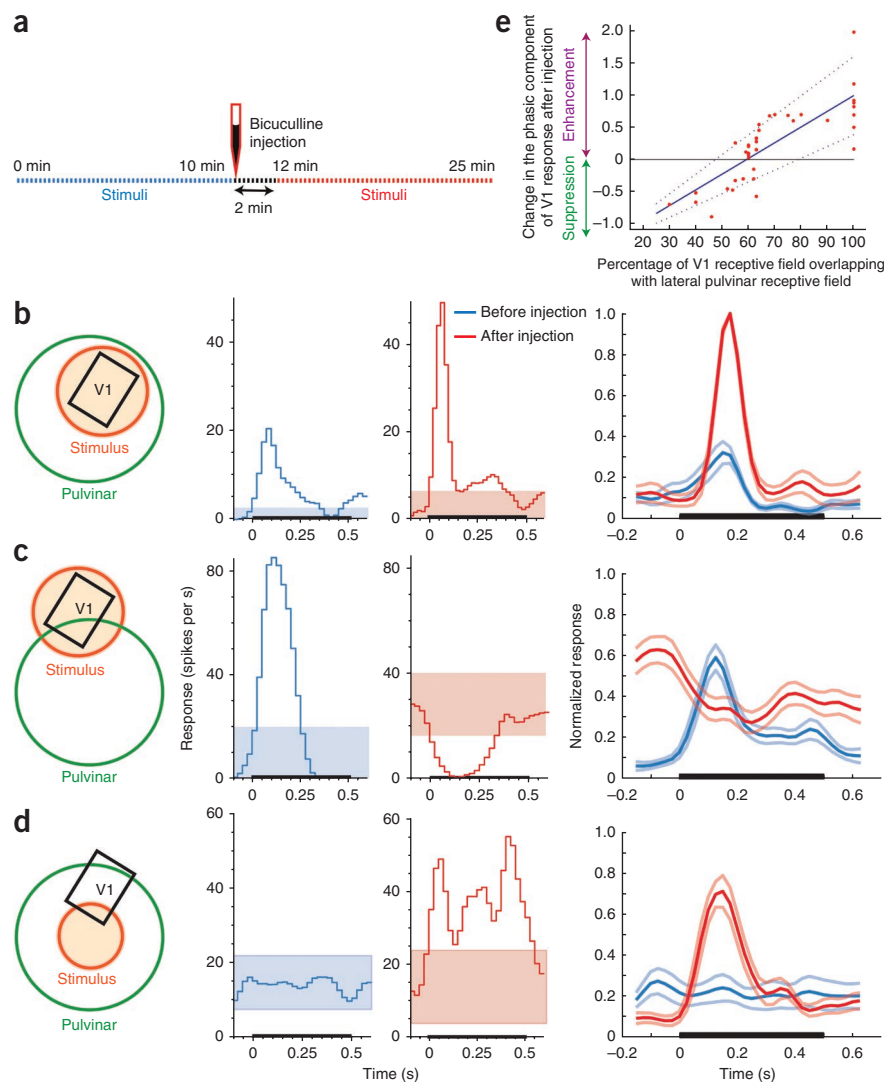 a
0 min
10 min
Bicuculline
injection
12 min
25 min
Stimuli
2 min
Stimuli
e
Change in the phasic component
of V1 response after injection
Suppression
Enhancement
2.0
1.5
1.0
0.5
0
−0.5
−1.0
20 30 40 50 60 70 80 90 100
Percentage of V1 receptive field overlapping
with lateral pulvinar receptive field
b
V1
Stimulus
Pulvinar
40
20
0
0 0.25 0.5
40
20
0
0 0.25 0.5
Before injection
After injection
1.0
0.8
0.6
0.4
0.2
0
−0.2 0 0.2 0.4 0.6
c
V1
Stimulus
Pulvinar
Response (spikes per s)
80
40
0
0 0.25 0.5
80
40
0
0 0.25 0.5
Normalized response
1.0
0.8
0.6
0.4
0.2
0
−0.2 0 0.2 0.4 0.6
d
V1
Stimulus
Pulvinar
60
40
20
0
0 0.25 0.5
60
40
20
0
0 0.25 0.5
1.0
0.8
0.6
0.4
0.2
0
−0.2 0 0.2 0.4 0.6
Time (s)
Time (s)